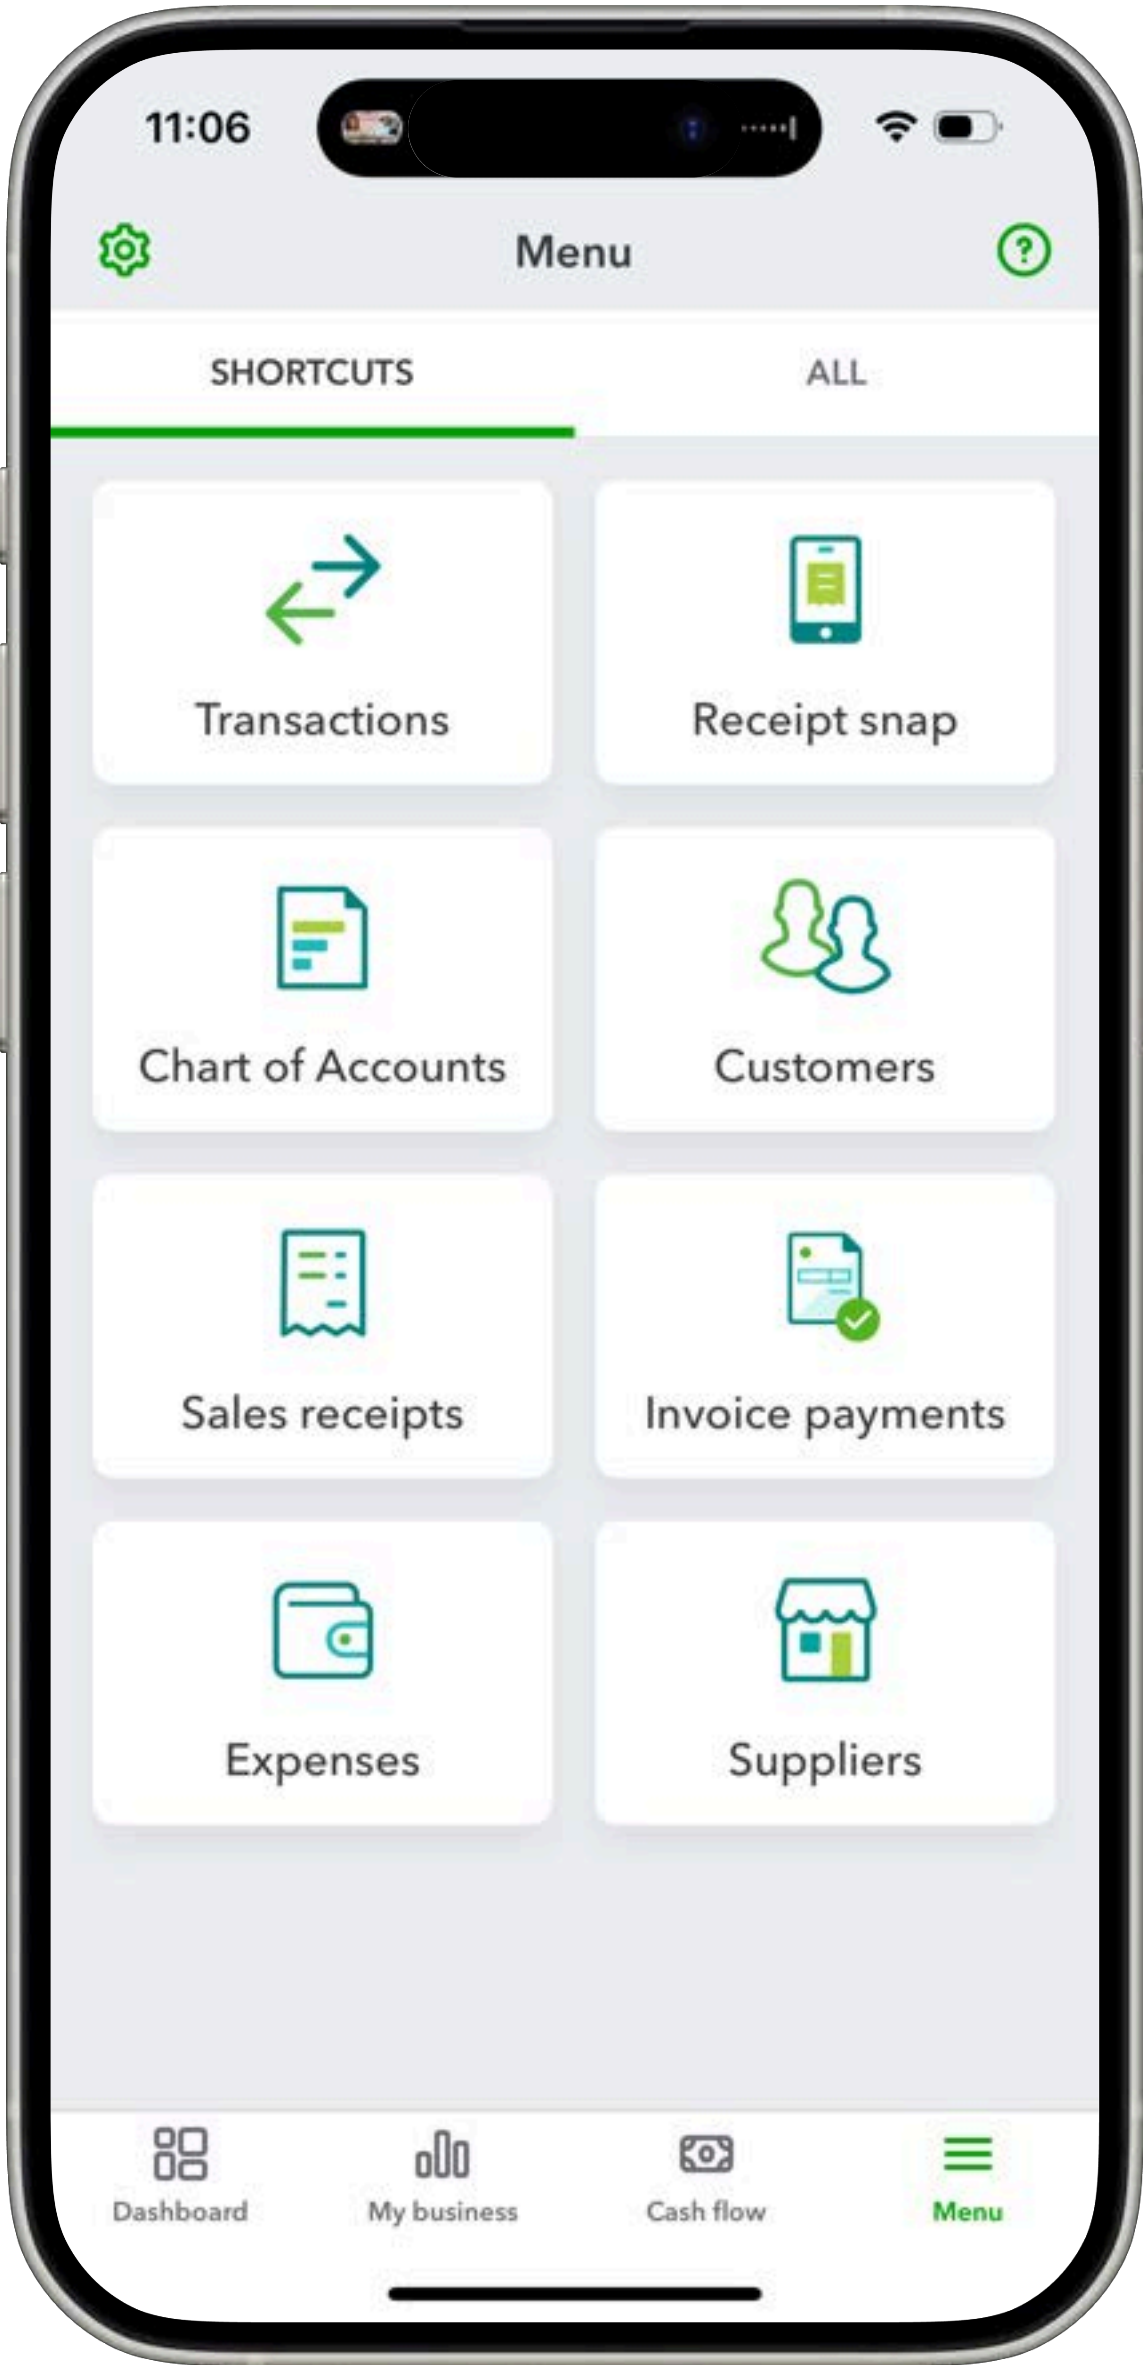 11:06
Menu
SHORTCUTS ALL
Transactions Receipt snap
Chart of Accounts Customers
Sales receipts Invoice payments
Expenses Suppliers
Dashboard My business Cash flow Menu